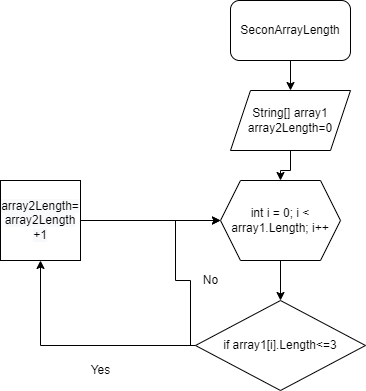 SeconArrayLength
String[] array1
array2Length=0
int i = 0; i <
array1.Length; i++
array2Length=
array2Length
+1
No
if array1[i].Length<=3
Yes